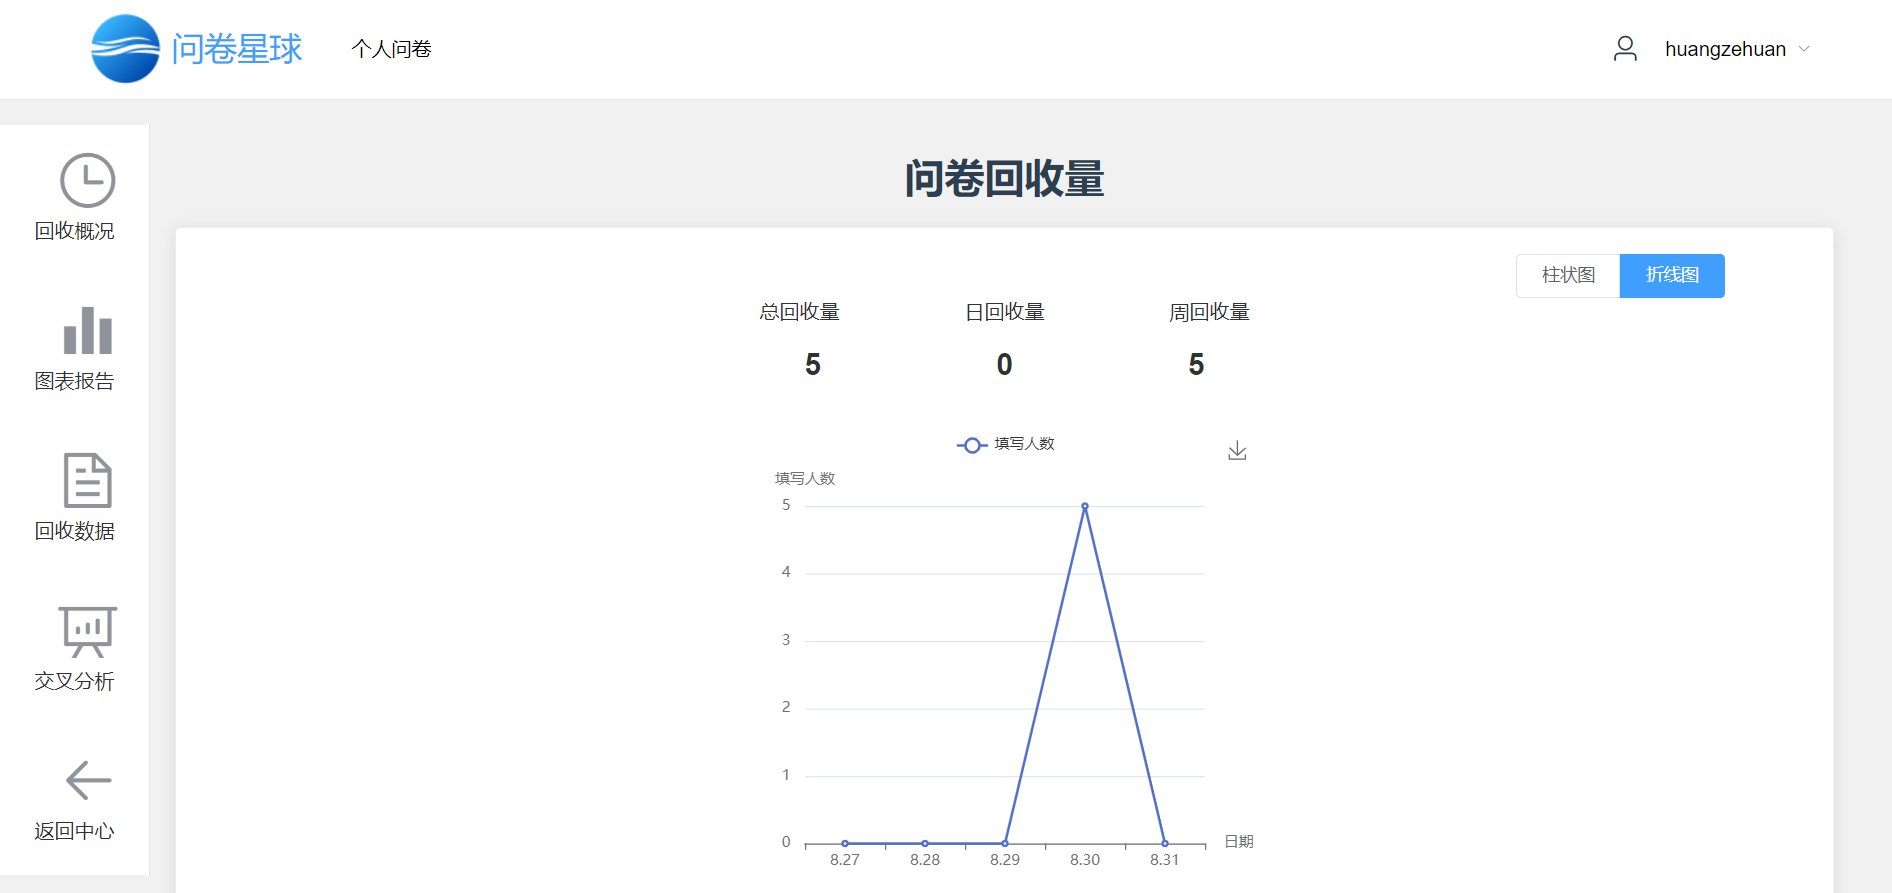 问卷星球 个人问卷 huangzehuan
回收概况
图表报告
回收数据
交叉分析
返回中心
问卷回收量
柱状图 折线图
总回收量 日回收量 周回收量
5 0 5
填写人数
填写人数
5
4
3
2
1
0
8.27 8.28 8.29 8.30 8.31
日期